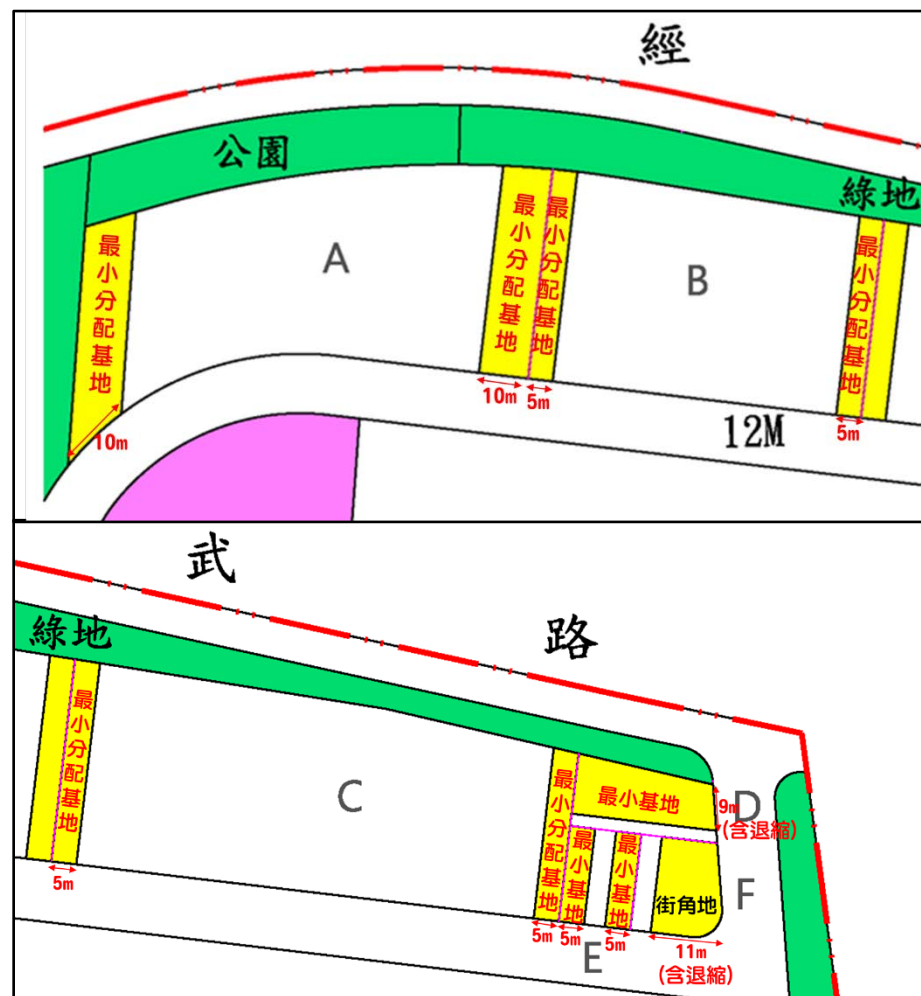 經
公園
綠地
最小分配基地
A
最小分配基地
最小分配基地
B
最小分配基地
10m
10m
5m
5m
12M
武
路
綠地
最小分配基地
C
最小分配基地
最小基地
9m
(含退縮)
D
最小基地
最小基地
街角地
F
5m
5m
5m
5m
11m
(含退縮)
E